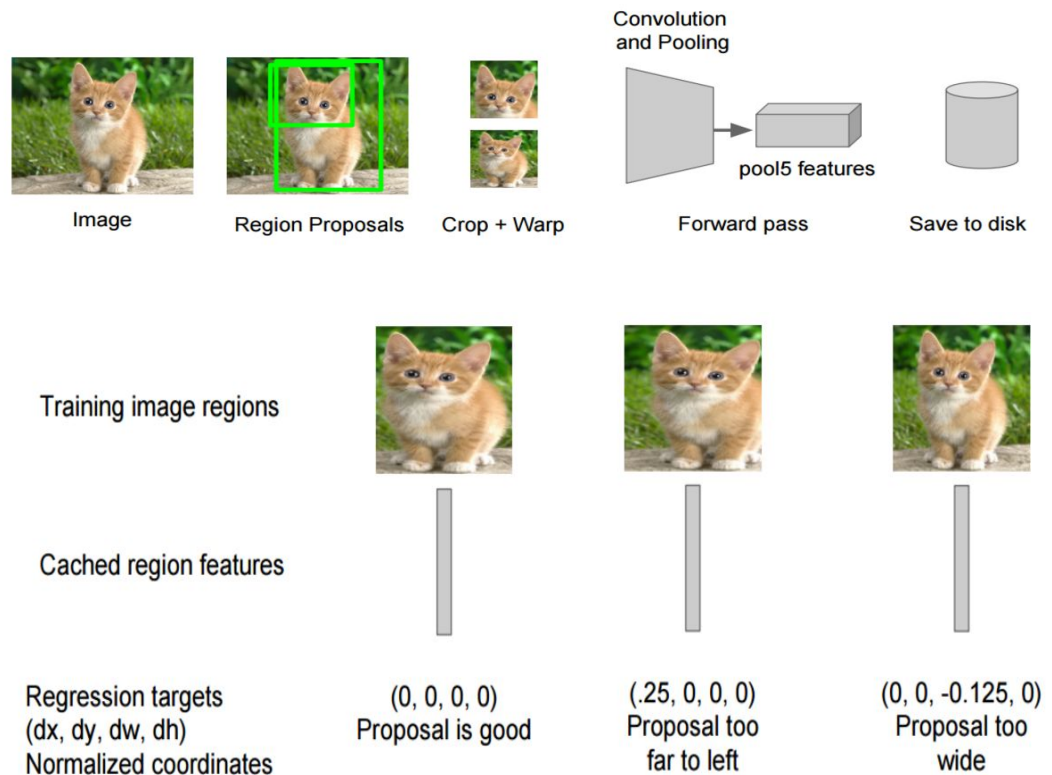 Convolution
and Pooling
pool5 features
Image
Region Proposals
Crop + Warp
Forward pass
Save to disk
Training image regions
Cached region features
Regression targets
(dx, dy, dw, dh)
Normalized coordinates
(0, 0, 0, 0)
Proposal is good
(.25, 0, 0, 0)
Proposal too
far to left
(0, 0, -0.125, 0)
Proposal too
wide